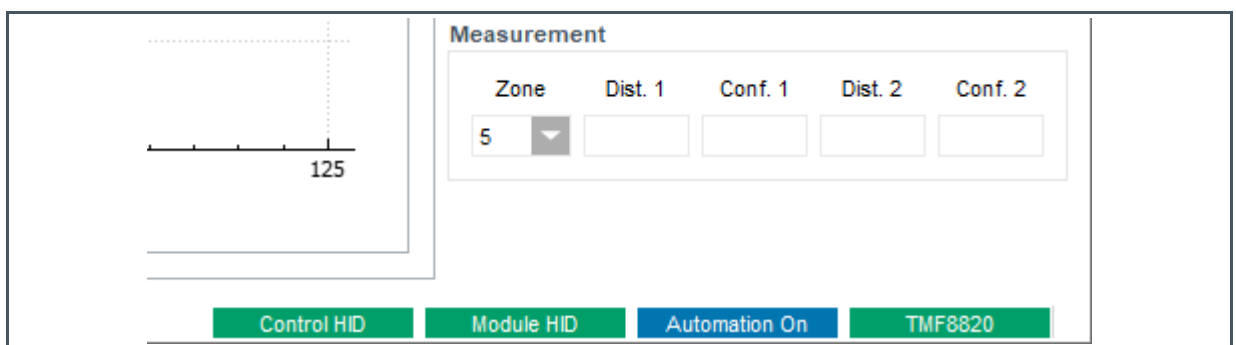 Measurement
Zone Dist. 1 Conf. 1 Dist. 2 Conf. 2
5
125
Control HID Module HID Automation On TMF8820